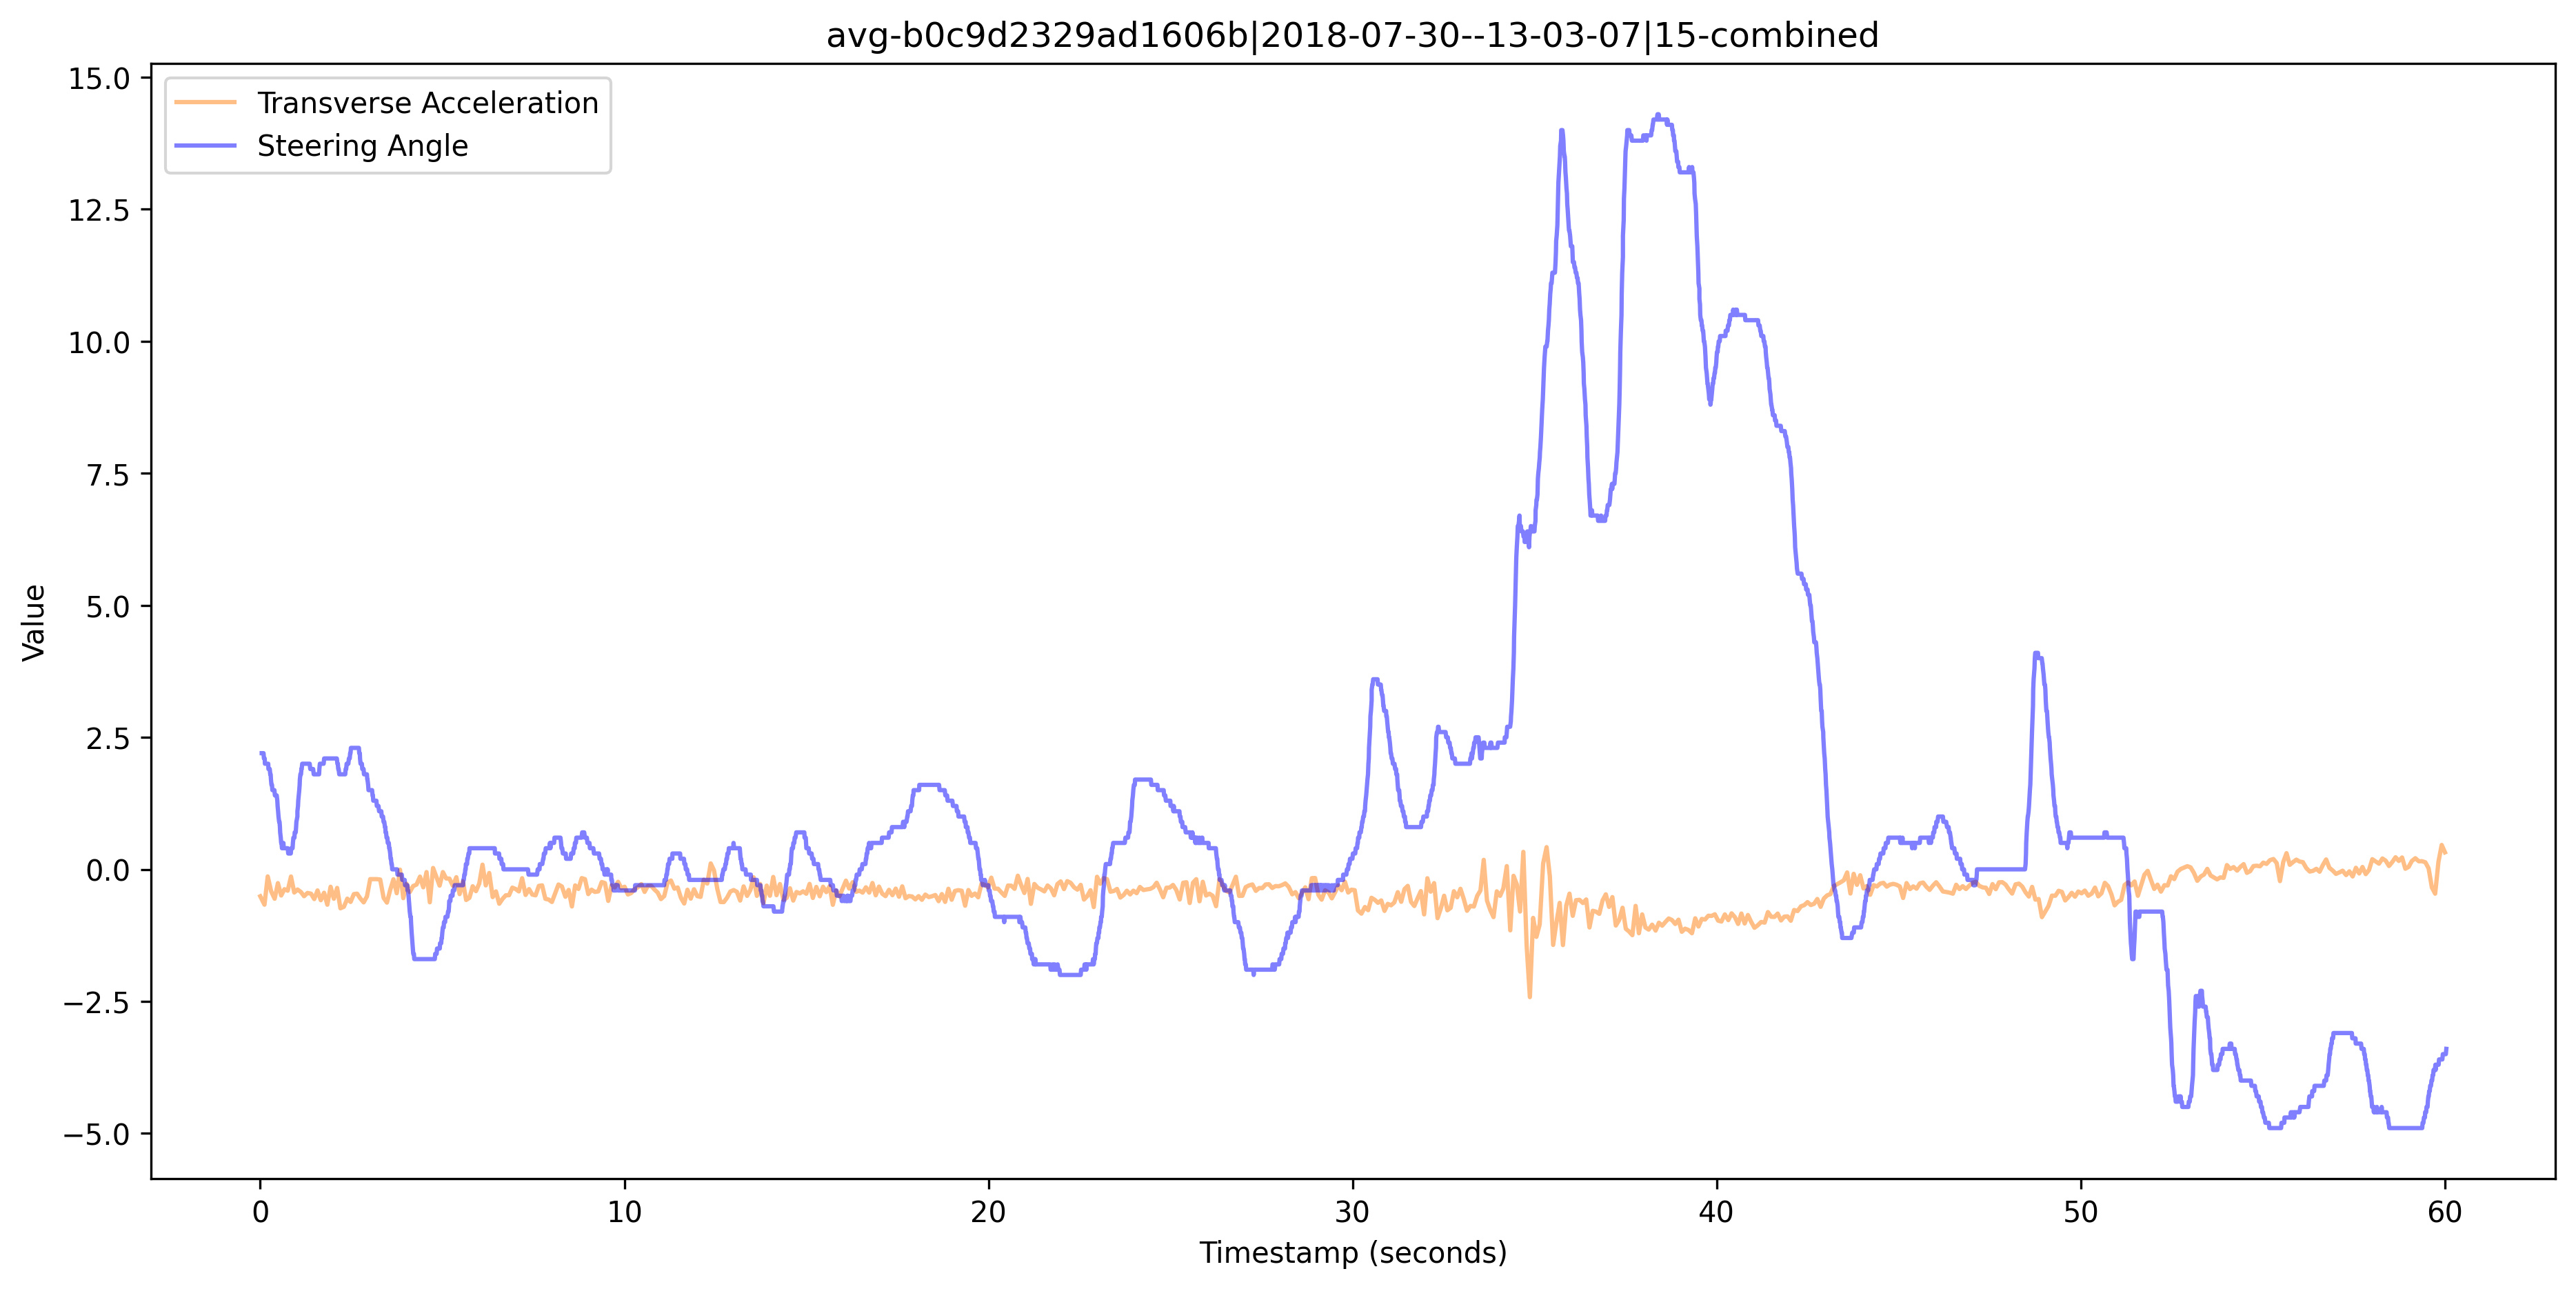 avg-b0c9d2329ad1606b|2018-07-30--13-03-07|15-combined
Transverse Acceleration
Steering Angle
15.0
12.5
10.0
7.5
5.0
2.5
0.0
−2.5
−5.0
Value
0 10 20 30 40 50 60
Timestamp (seconds)